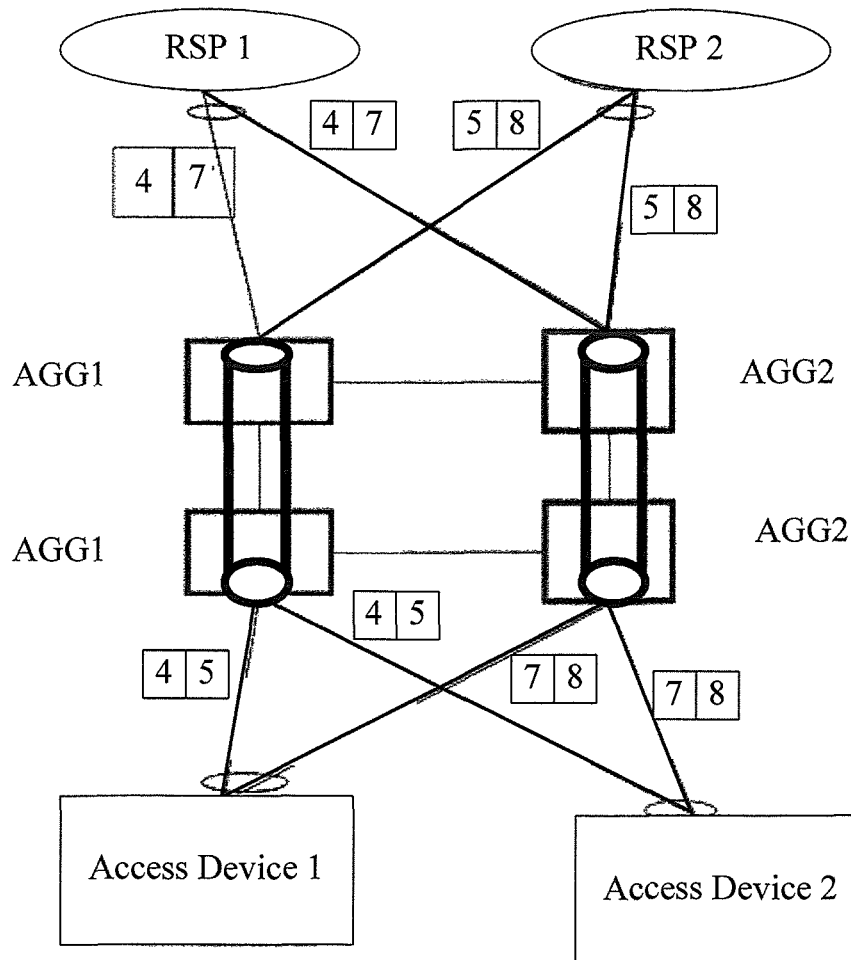 RSP 1
RSP 2
4 7
5 8
4 7
5 8
AGG1
AGG2
AGG1
AGG2
4 5
4 5
7 8
7 8
Access Device 1
Access Device 2